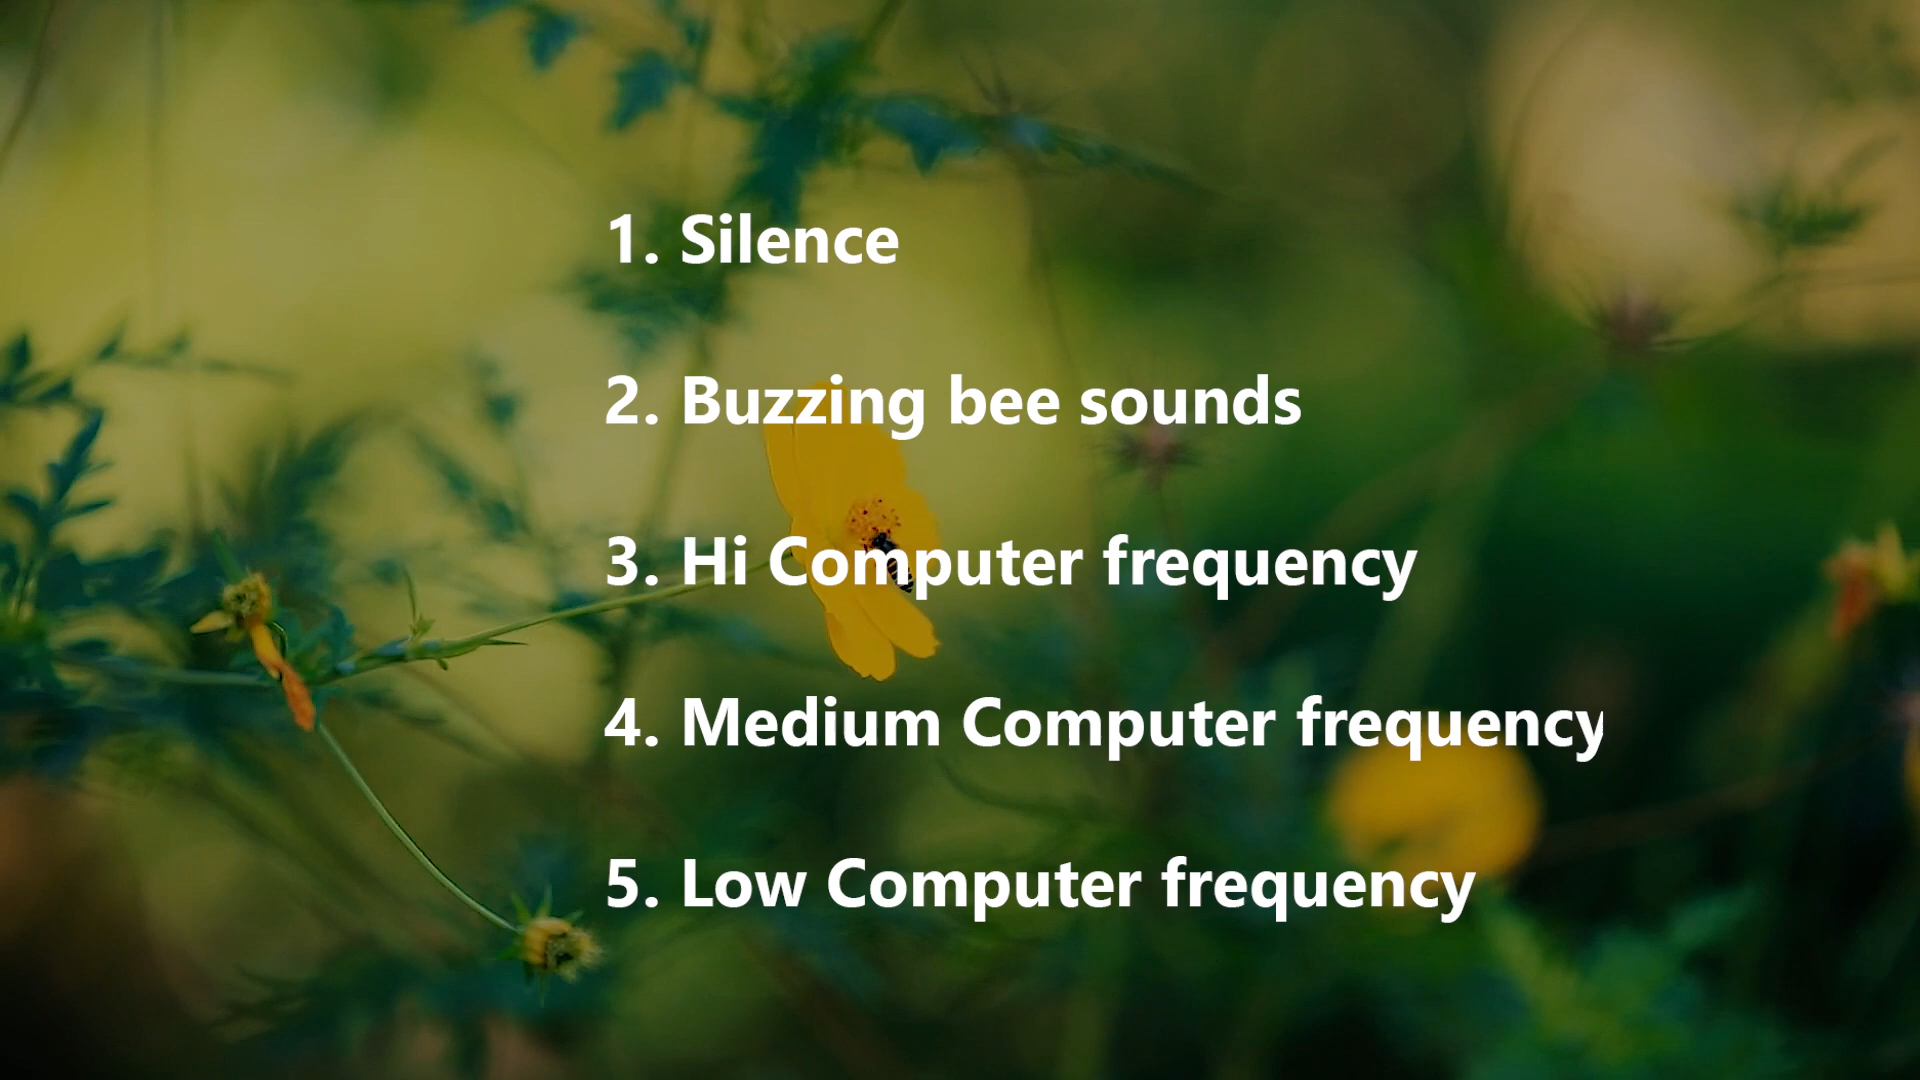 1. Silence
2. Buzzing bee sounds
3. Hi Computer frequency
4. Medium Computer frequency
5. Low Computer frequency